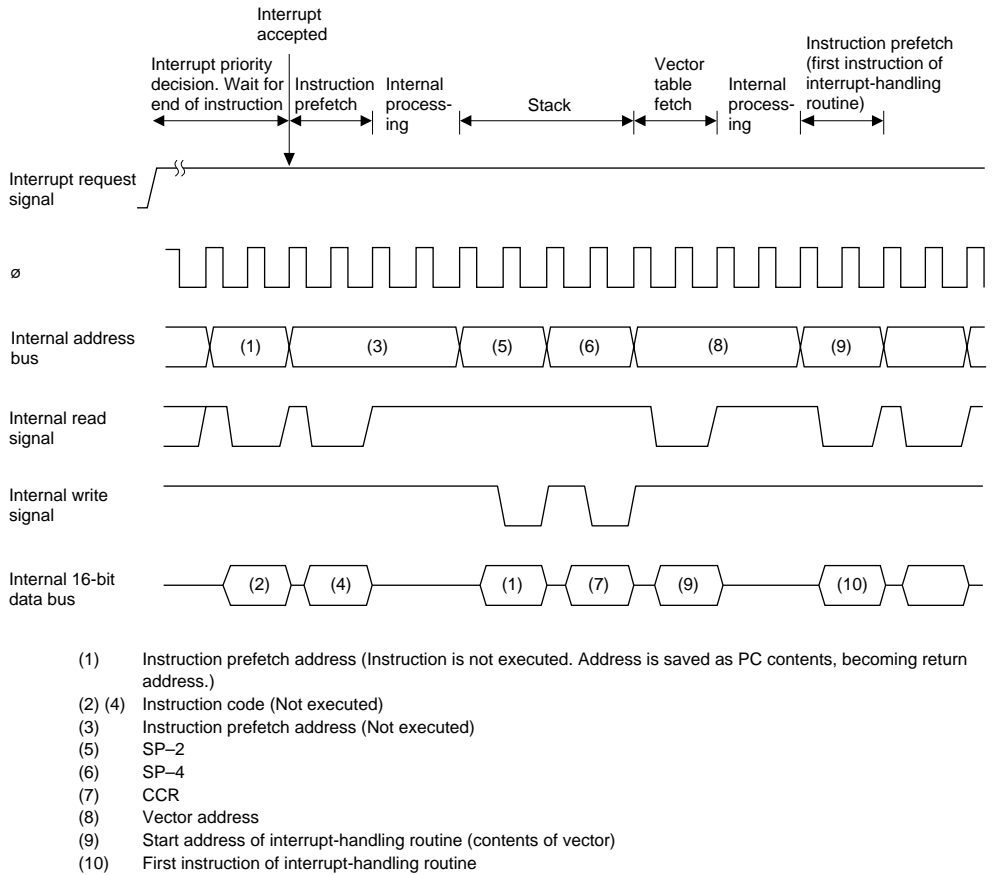 Interrupt
accepted
Interrupt priority
decision. Wait for
end of instruction
Instruction
prefetch
Internal
process-
ing
Stack
Vector
table
fetch
Internal
process-
ing
Instruction prefetch
(first instruction of
interrupt-handling
routine)
Interrupt request
signal
ø
Internal address
bus
(1)
(3)
(5)
(6)
(8)
(9)
Internal read
signal
Internal write
signal
Internal 16-bit
data bus
(2)
(4)
(1)
(7)
(9)
(10)
(1) Instruction prefetch address (Instruction is not executed. Address is saved as PC contents, becoming return
address.)
(2) (4) Instruction code (Not executed)
(3) Instruction prefetch address (Not executed)
(5) SP–2
(6) SP–4
(7) CCR
(8) Vector address
(9) Start address of interrupt-handling routine (contents of vector)
(10) First instruction of interrupt-handling routine